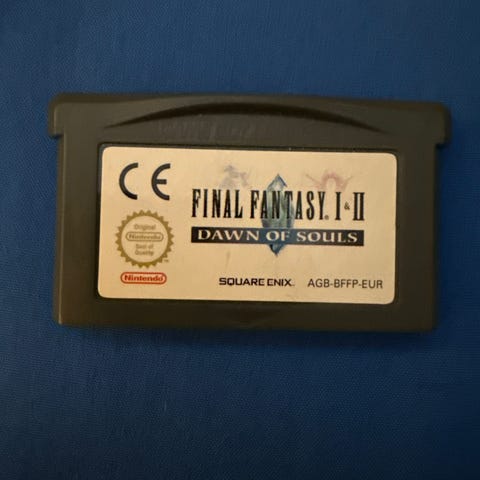 CE
FINAL FANTASY® I & II
DAWN OF SOULS
Original
Nintendo
Seal of
Quality
Nintendo
SQUARE ENIX.
AGB-BFFP-EUR